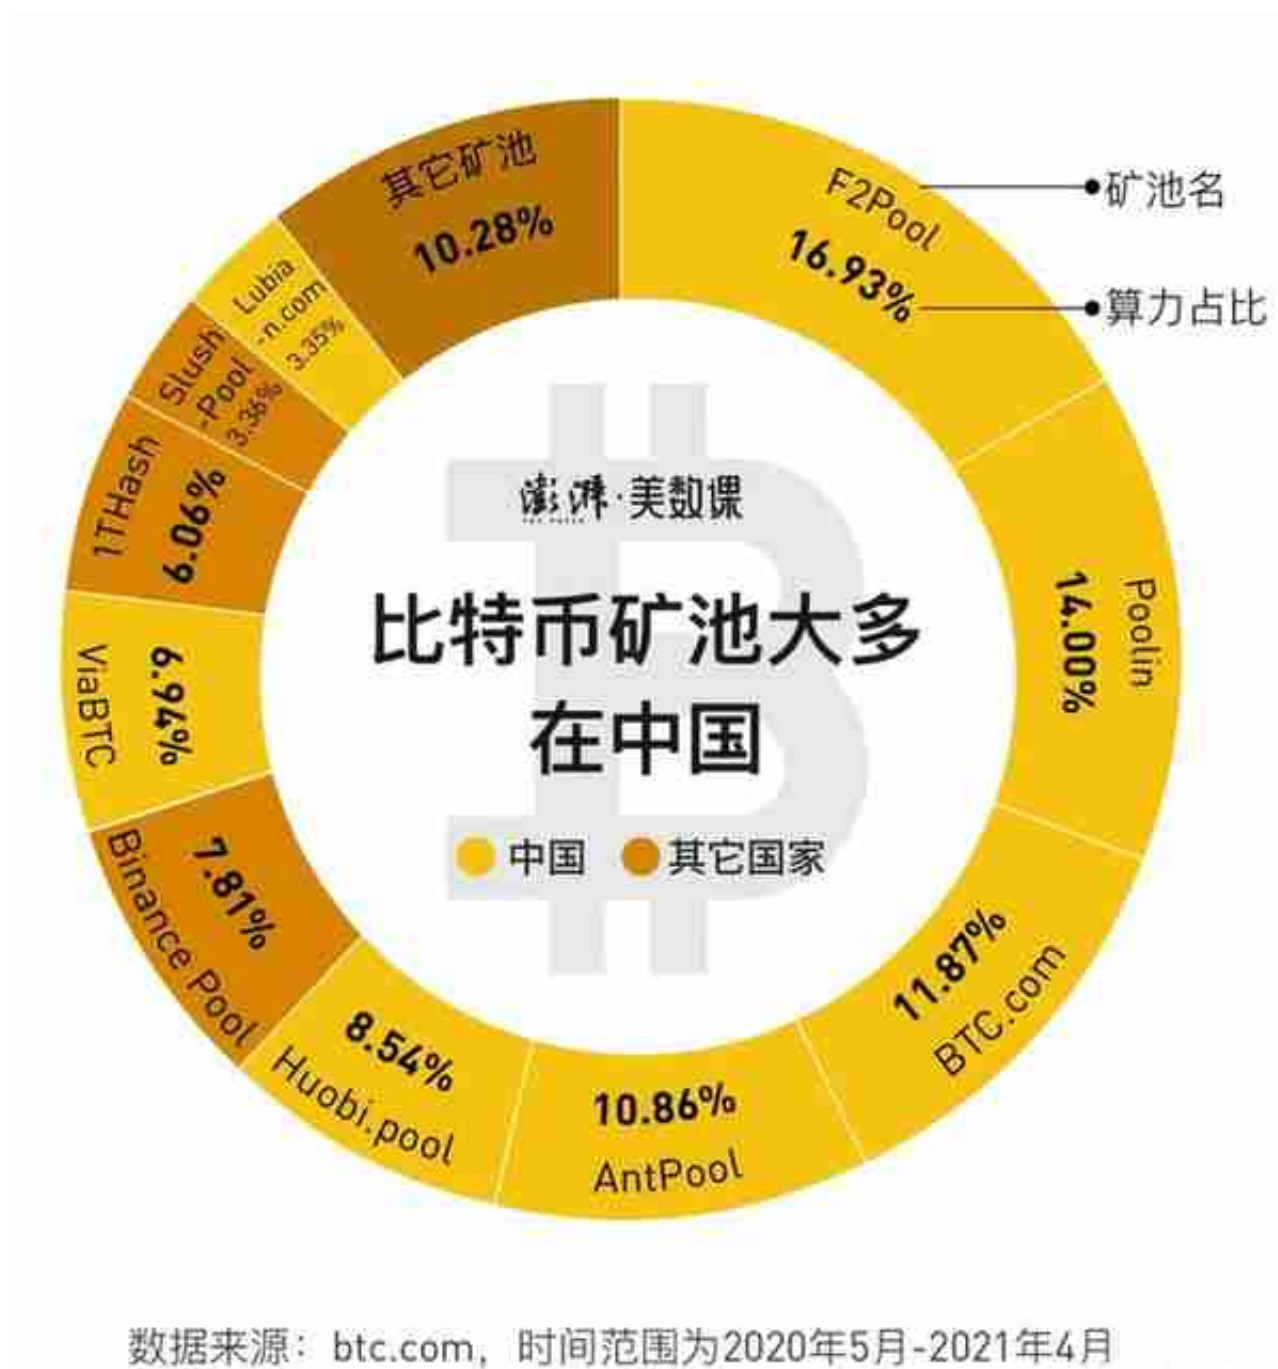 其它矿池
10.28%
F2Pool
16.93%
矿池名
算力占比
Lubia
-n.com
3.35%
Slush
-Pool
3.36%
1THash
6.06%
Poolin
14.00%
ViaBTC
6.94%
Binance Pool
7.81%
Huobi.pool
8.54%
AntPool
10.86%
BTC.com
11.87%
澎湃·美数课
比特币矿池大多
在中国
中国
其它国家
数据来源：btc.com，时间范围为2020年5月-2021年4月